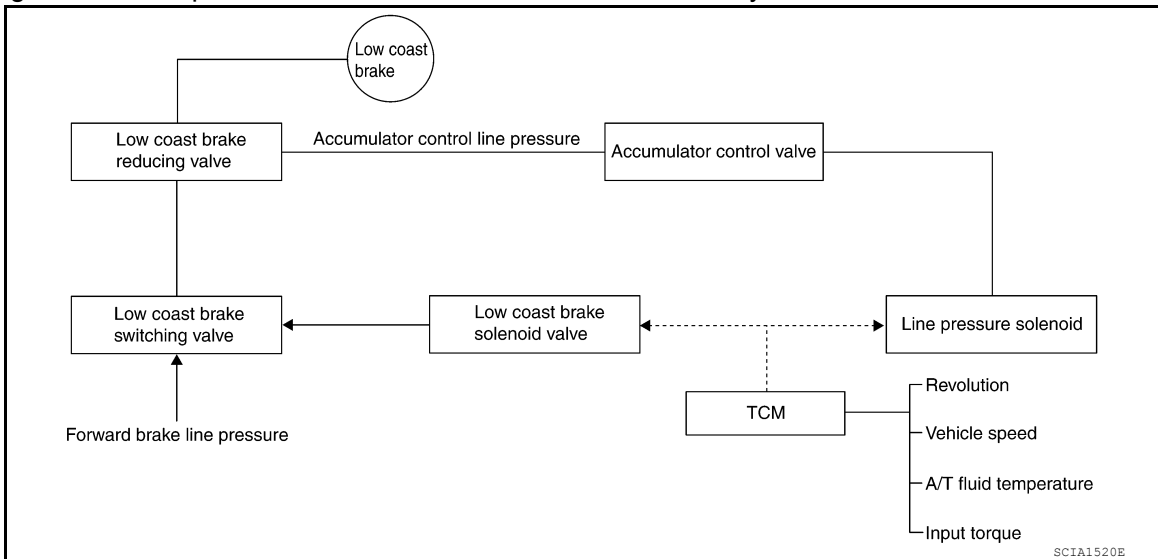 Low coast
brake
Low coast brake
reducing valve
Accumulator control line pressure
Accumulator control valve
Low coast brake
switching valve
Low coast brake
solenoid valve
Line pressure solenoid
Forward brake line pressure
TCM
Revolution
Vehicle speed
A/T fluid temperature
Input torque
SCIA1520E